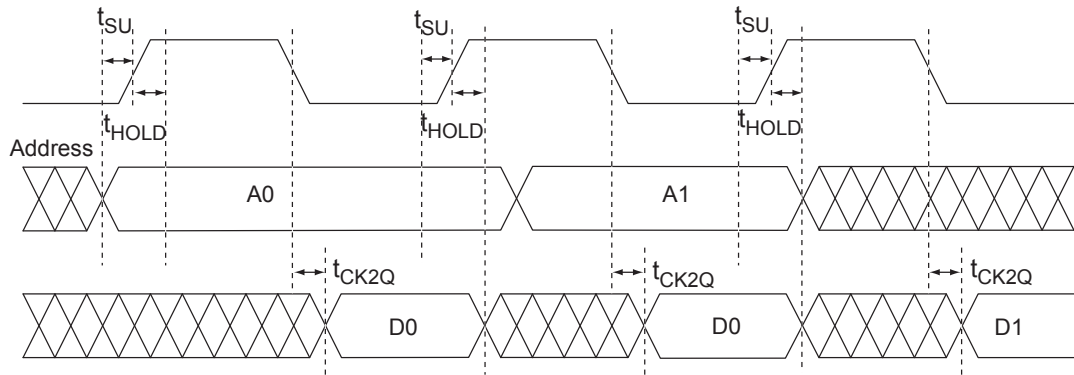 tSU tSU tSU
tHOLD tHOLD tHOLD
Address
A0 A1
tCK2Q tCK2Q tCK2Q
D0 D0 D1